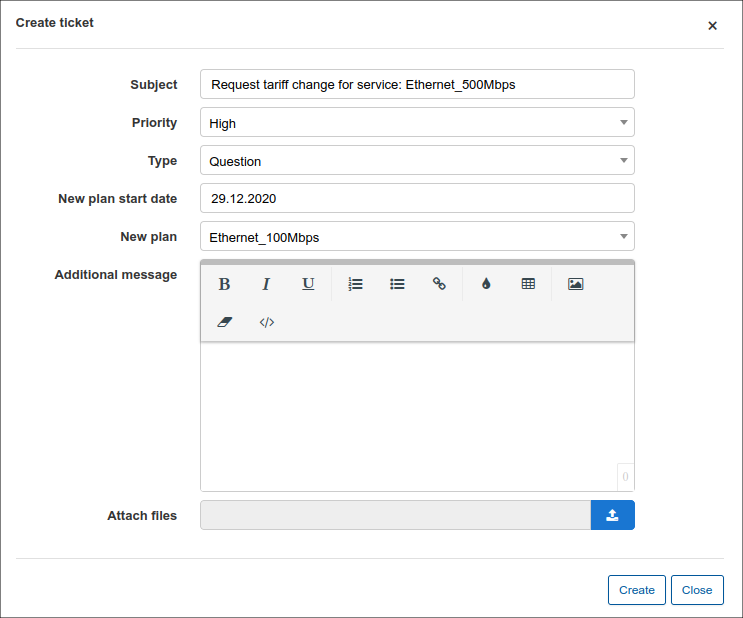 Create ticket
×
Subject Request tariff change for service: Ethernet_500Mbps
Priority High
Type Question
New plan start date 29.12.2020
New plan Ethernet_100Mbps
Additional message
B I U
</>
0
Attach files
Create Close